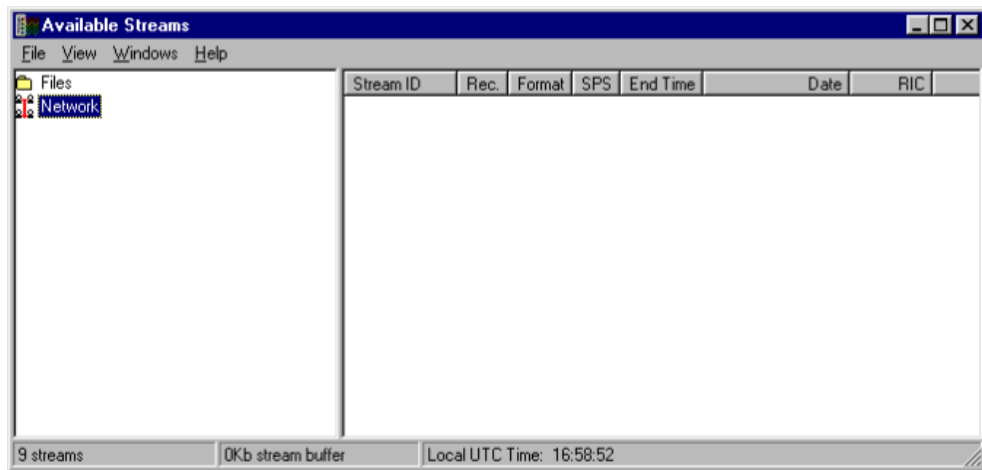 Available Streams
File View Windows Help
Files
Network
Stream ID Rec. Format SPS End Time Date RIC
9 streams 0Kb stream buffer Local UTC Time: 16:58:52